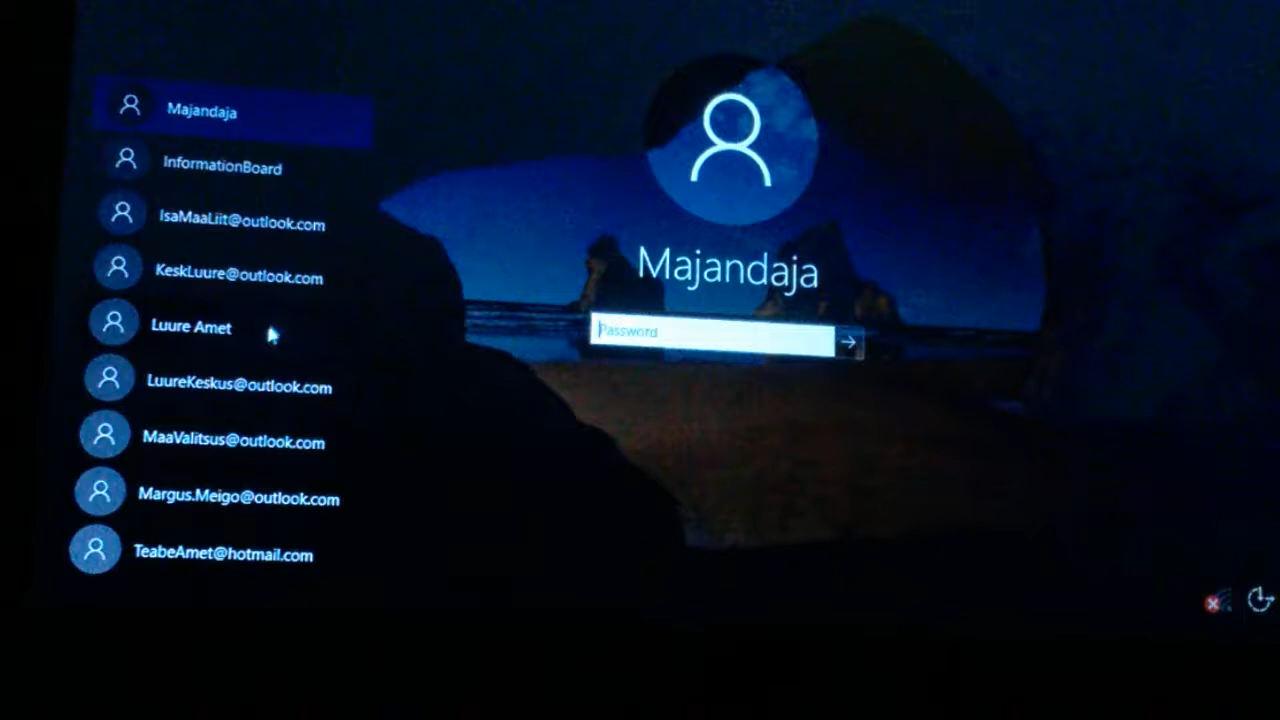 Majandaja
InformationBoard
IsaMaaLiit@outlook.com
KeskLuure@outlook.com
Luure Amet
LuureKeskus@outlook.com
MaaValitsus@outlook.com
Margus.Meigo@outlook.com
TeabeAmet@hotmail.com
Majandaja
Password